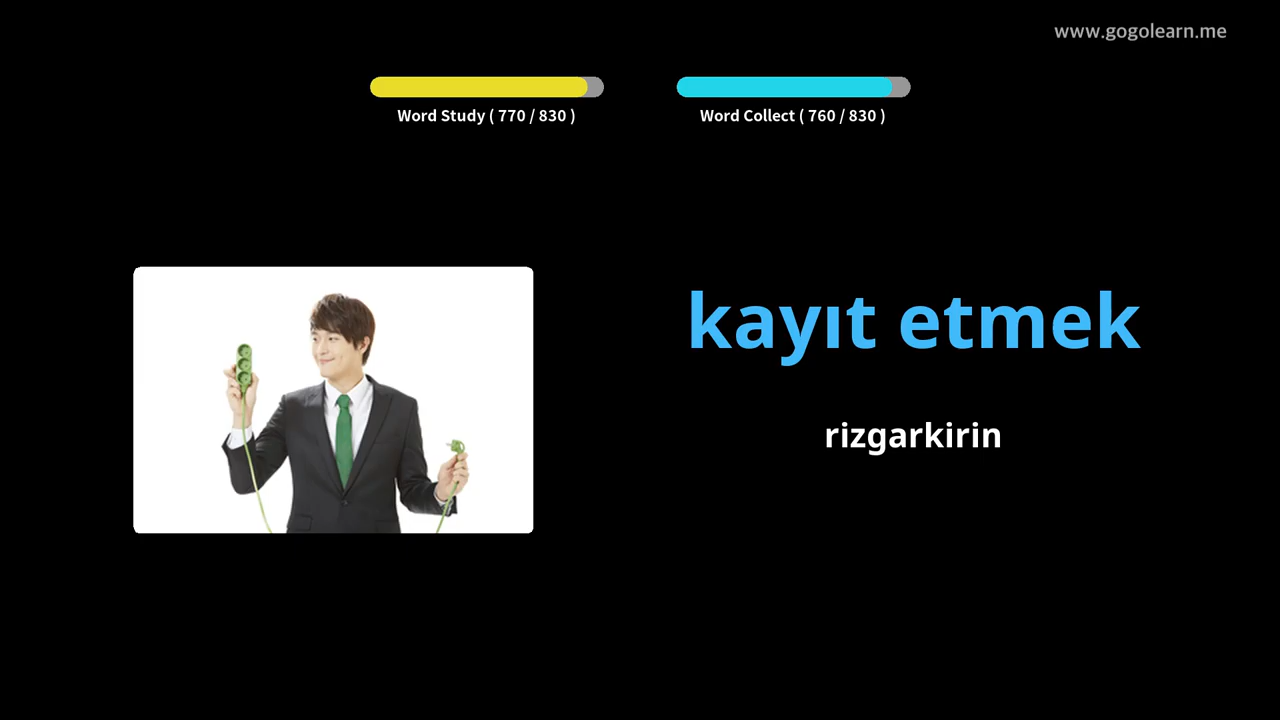 www.gogolearn.me
Word Study ( 770 / 830 )
Word Collect ( 760 / 830 )
kayıt etmek
rizgarkirin